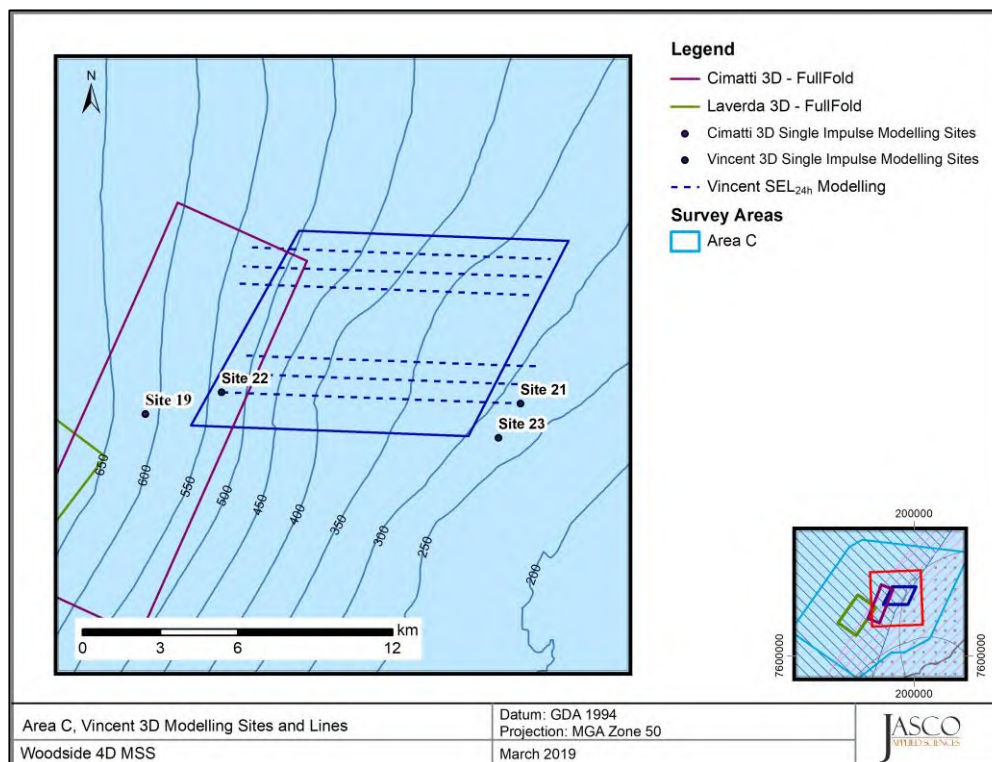 N
Site 19
Site 22
Site 21
Site 23
650
600
550
500
450
400
350
300
250
200
km
0 3 6 12
Legend
Cimatti 3D - FullFold
Laverda 3D - FullFold
Cimatti 3D Single Impulse Modelling Sites
Vincent 3D Single Impulse Modelling Sites
Vincent SEL24h Modelling
Survey Areas
Area C
200000
7600000
7600000
200000
Area C, Vincent 3D Modelling Sites and Lines
Woodside 4D MSS
Datum: GDA 1994
Projection: MGA Zone 50
March 2019
JASCO
APPLIED SCIENCES